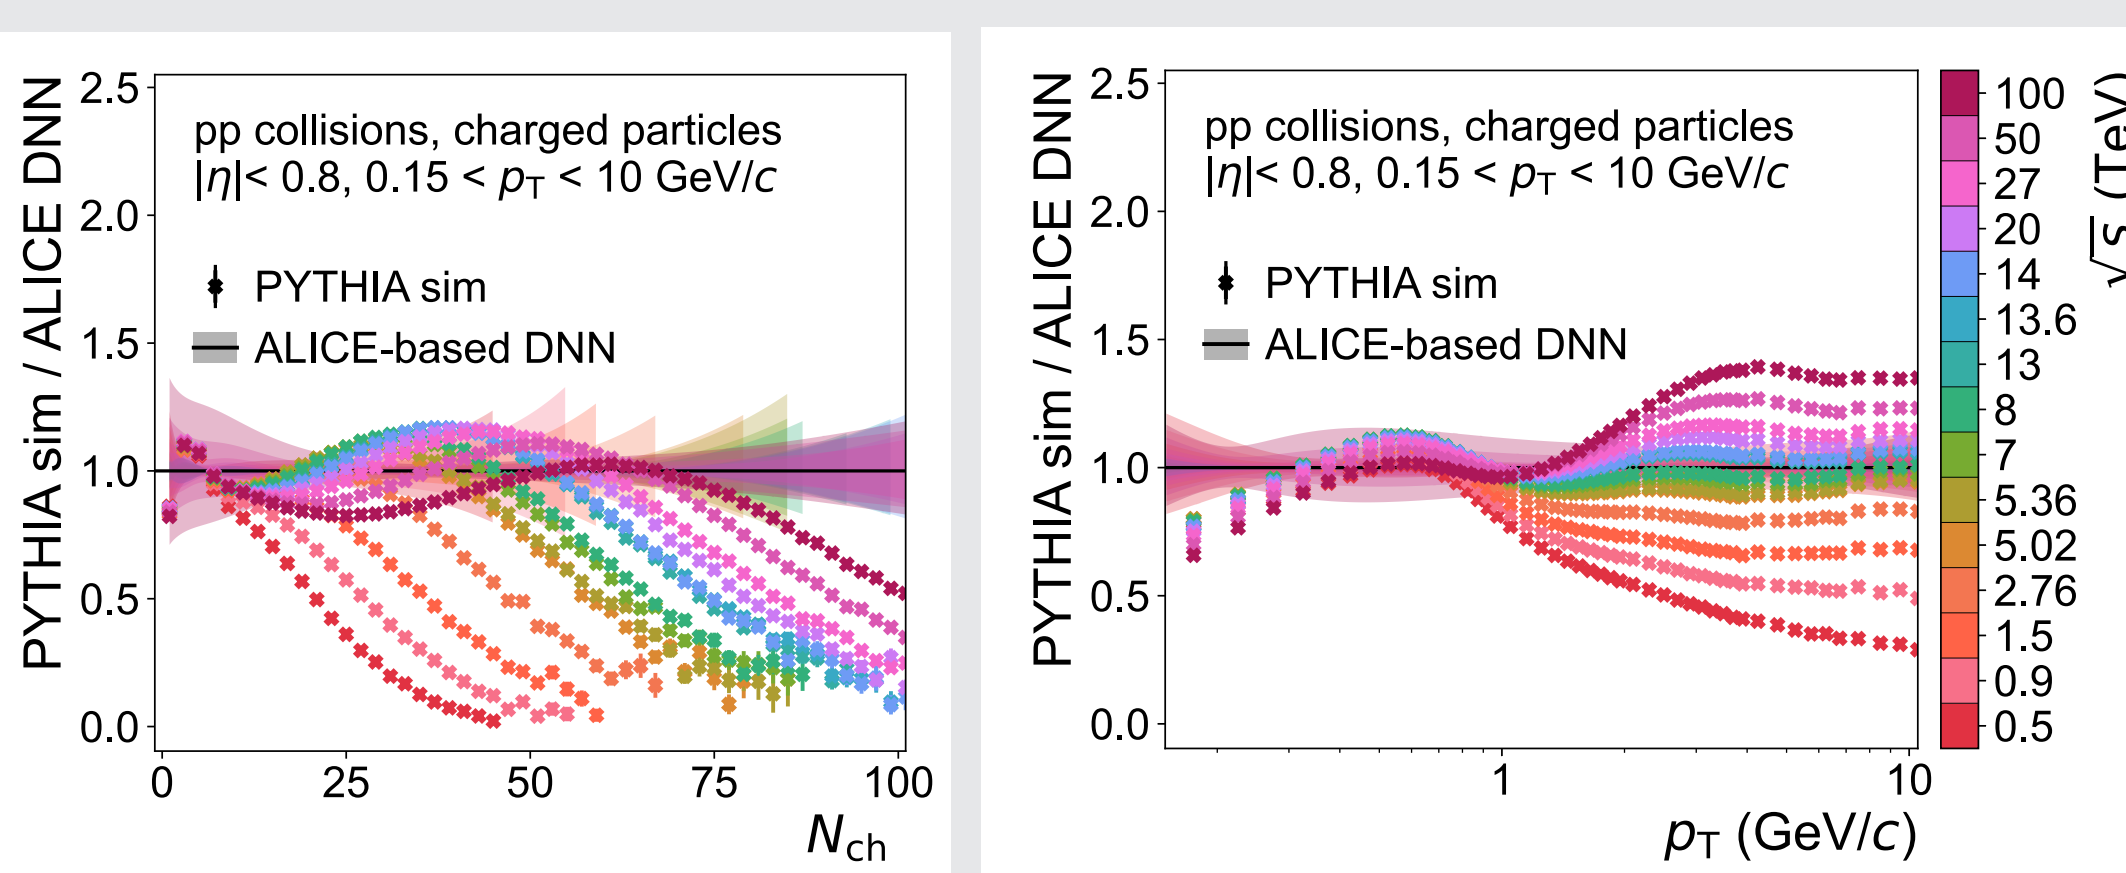 PYTHIA sim / ALICE DNN
2.5
2.0
1.5
1.0
0.5
0.0
pp collisions, charged particles
|η|< 0.8, 0.15 < pT < 10 GeV/c
PYTHIA sim
ALICE-based DNN
0 25 50 75 100
Nch
PYTHIA sim / ALICE DNN
2.5
2.0
1.5
1.0
0.5
0.0
pp collisions, charged particles
|η|< 0.8, 0.15 < pT < 10 GeV/c
PYTHIA sim
ALICE-based DNN
1 10
pT (GeV/c)
100
50
27
20
14
13.6
13
8
7
5.36
5.02
2.76
1.5
0.9
0.5
√s (TeV)